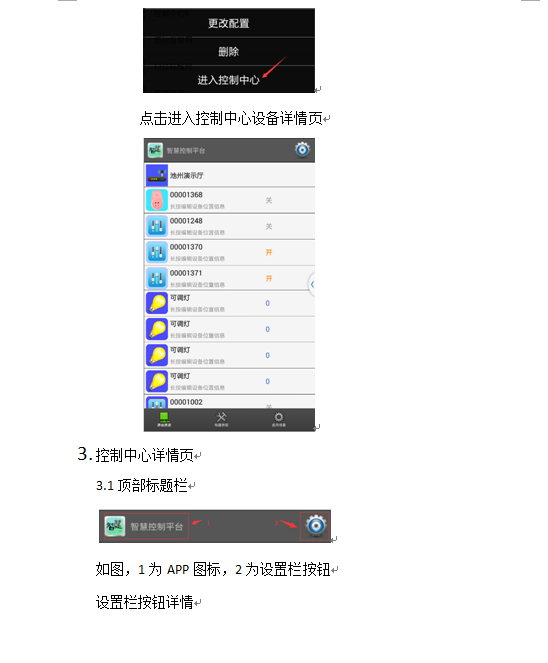 更改配置
删除
进入控制中心
点击进入控制中心设备详情页
智慧控制平台
池州演示厅
00001368
长按编辑设备位置信息
关
00001248
长按编辑设备位置信息
关
00001370
长按编辑设备位置信息
开
00001371
长按编辑设备位置信息
开
可调灯
长按编辑设备位置信息
0
可调灯
长按编辑设备位置信息
0
可调灯
长按编辑设备位置信息
0
可调灯
长按编辑设备位置信息
0
00001002
3.控制中心详情页
3.1 顶部标题栏
智慧控制平台
1
2
如图，1 为 APP 图标，2 为设置栏按钮
设置栏按钮详情